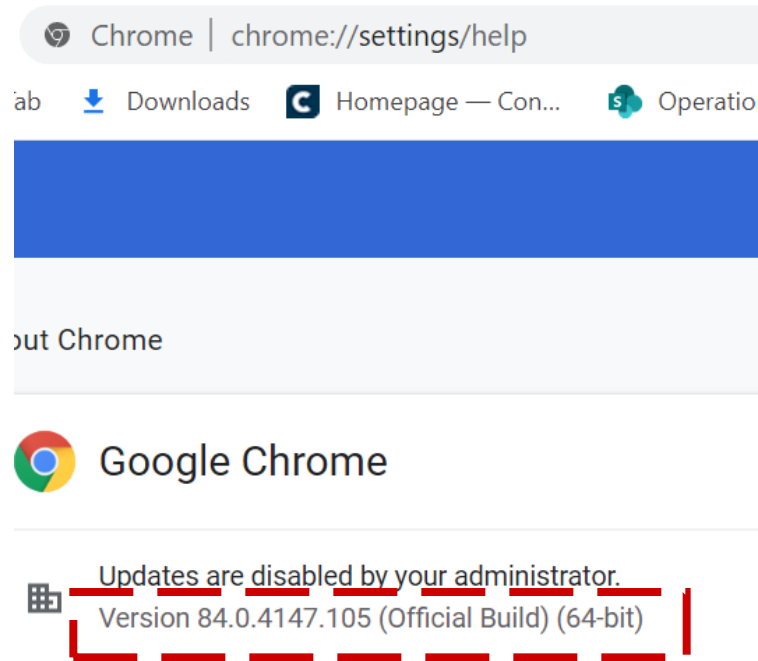 Chrome | chrome://settings/help
Tab Downloads Homepage — Con... Operatio
out Chrome
Google Chrome
Updates are disabled by your administrator.
Version 84.0.4147.105 (Official Build) (64-bit)